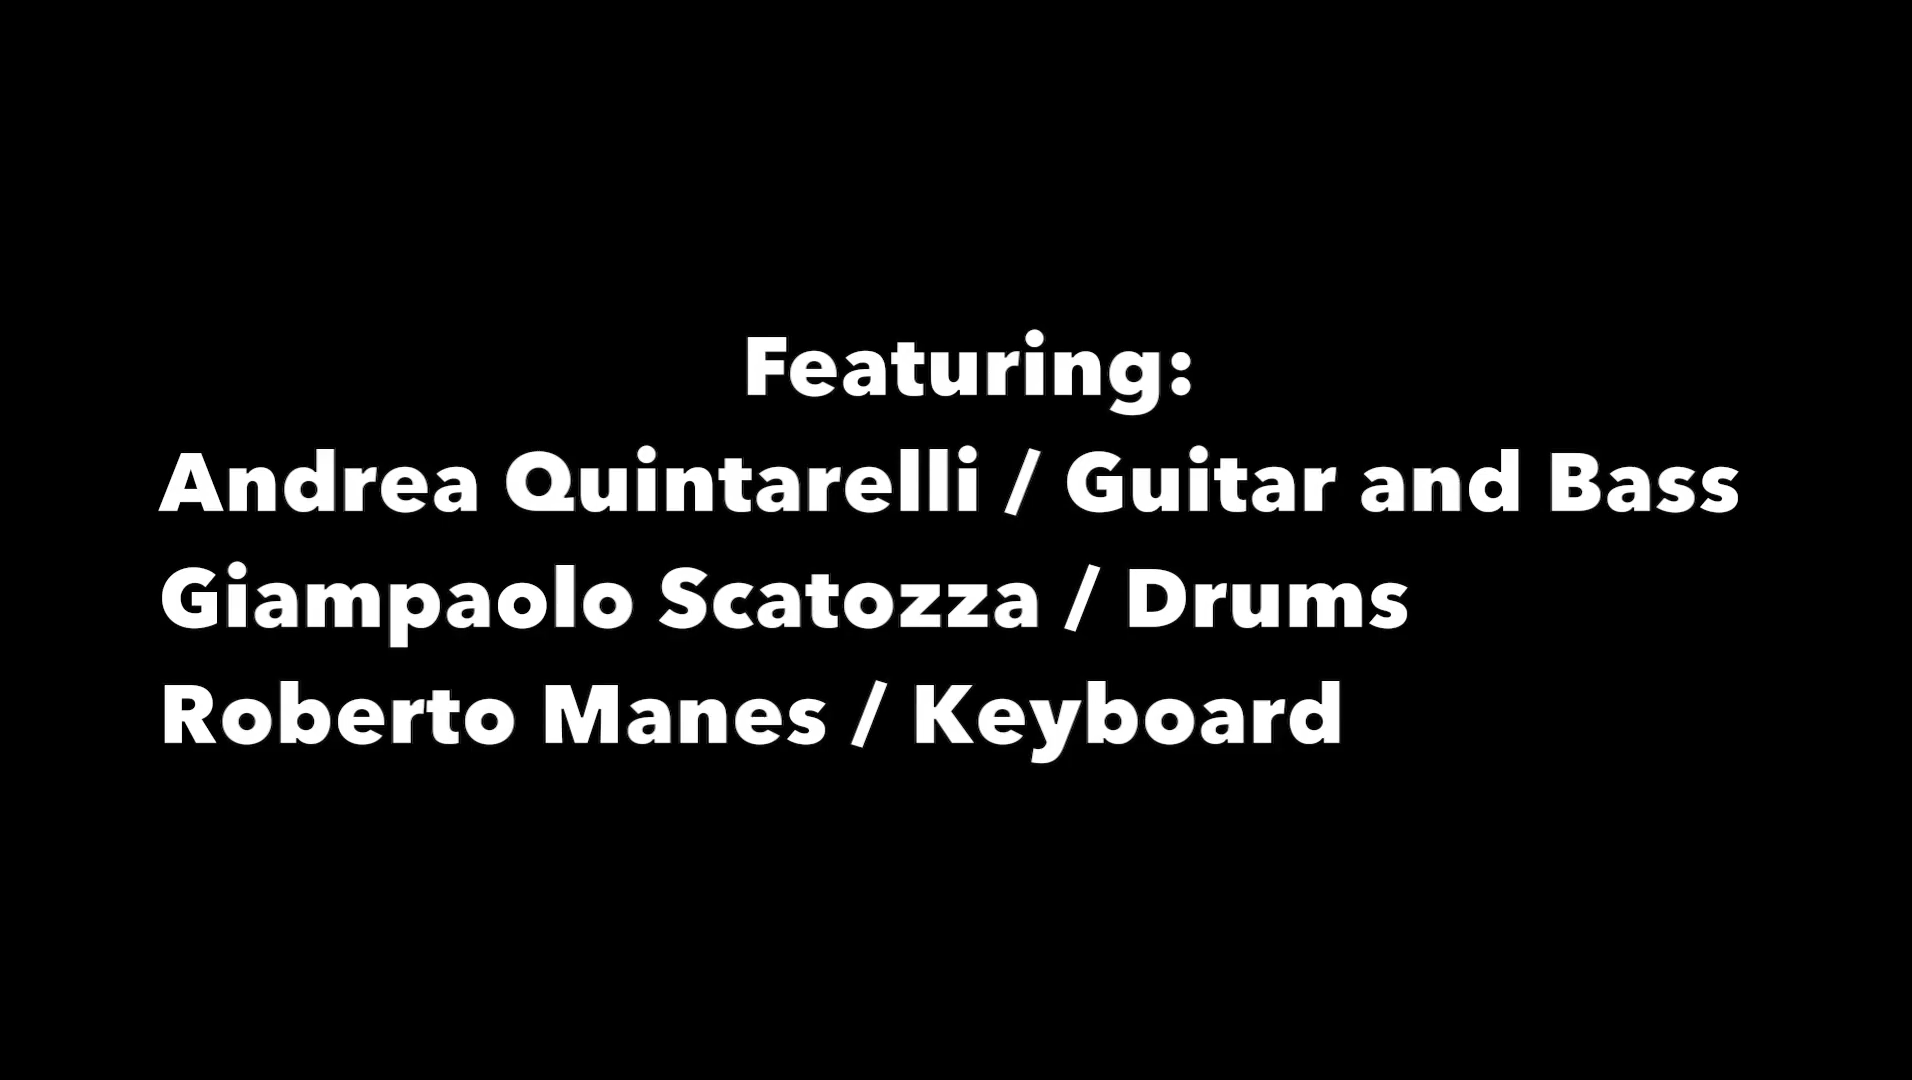 Featuring:
Andrea Quintarelli / Guitar and Bass
Giampaolo Scatozza / Drums
Roberto Manes / Keyboard